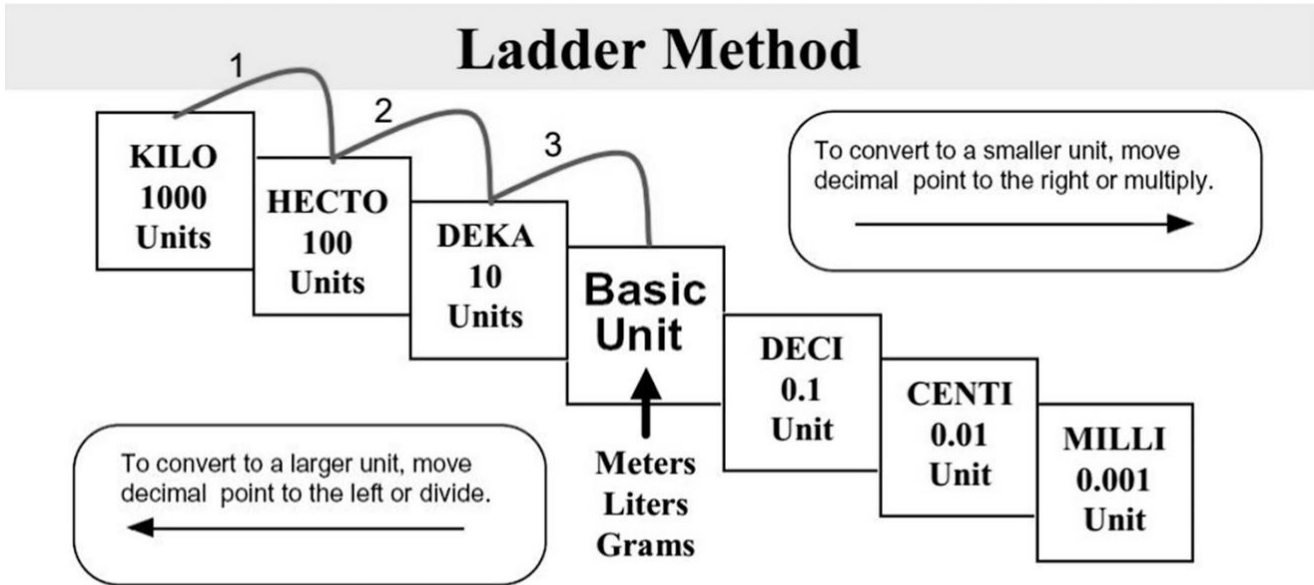 Ladder Method
1
2
3
KILO
1000
Units
HECTO
100
Units
DEKA
10
Units
Basic
Unit
DECI
0.1
Unit
CENTI
0.01
Unit
MILLI
0.001
Unit
To convert to a smaller unit, move
decimal point to the right or multiply.
To convert to a larger unit, move
decimal point to the left or divide.
Meters
Liters
Grams